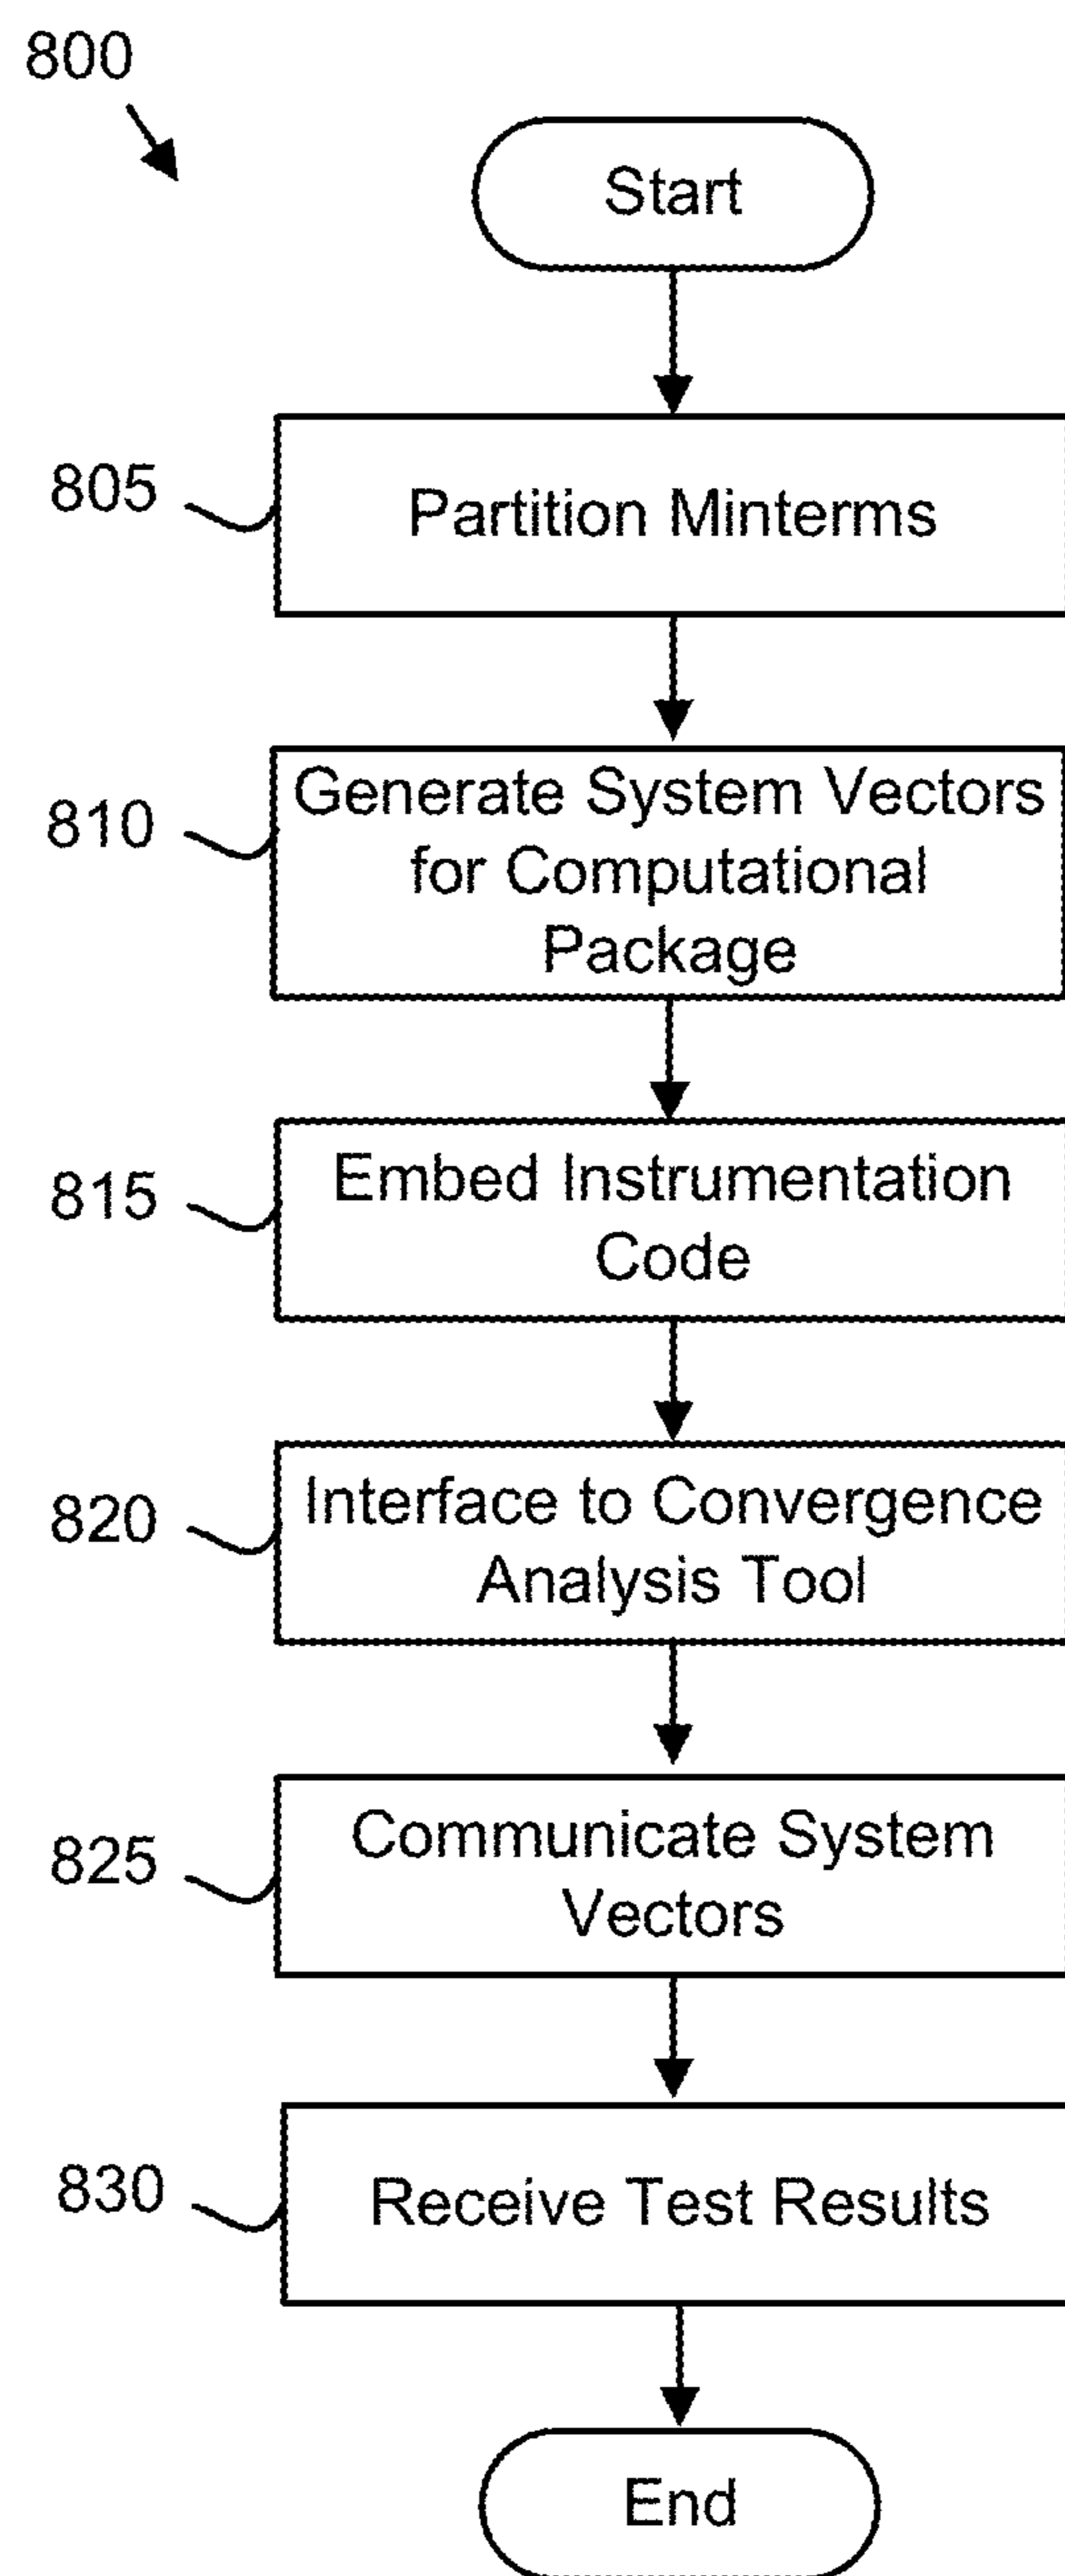 800
Start
805
Partition Minterms
810
Generate System Vectors
for Computational
Package
815
Embed Instrumentation
Code
820
Interface to Convergence
Analysis Tool
825
Communicate System
Vectors
830
Receive Test Results
End